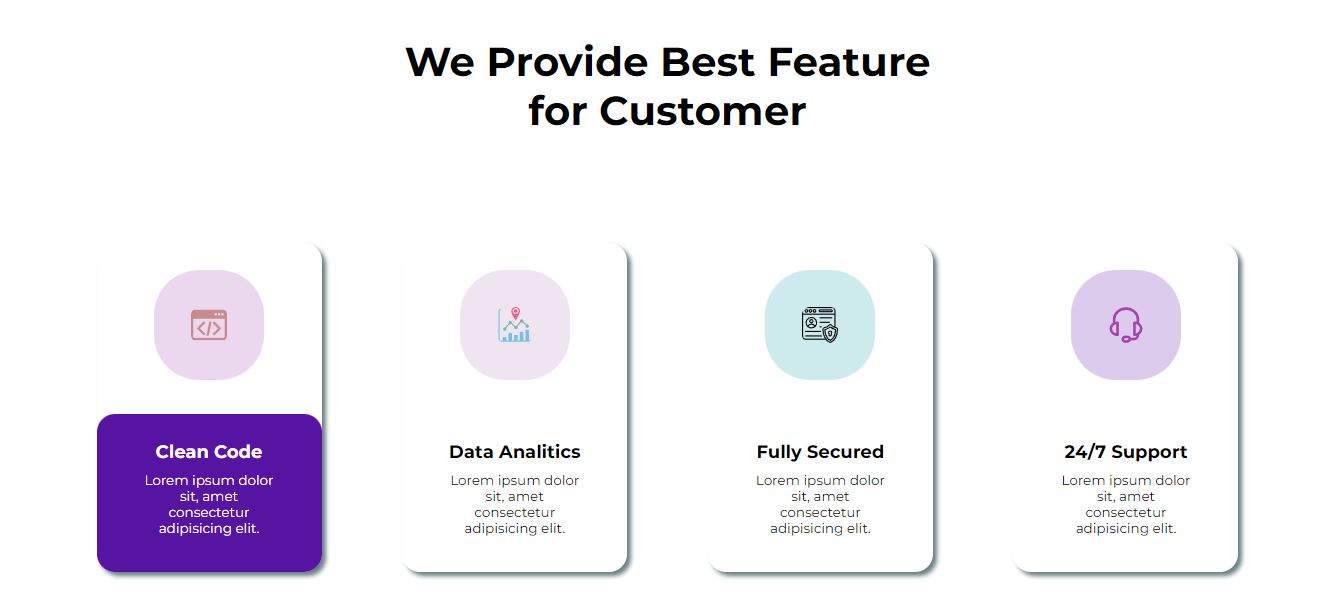 We Provide Best Feature
for Customer
Clean Code
Lorem ipsum dolor
sit, amet
consectetur
adipisicing elit.
Data Analitics
Lorem ipsum dolor
sit, amet
consectetur
adipisicing elit.
Fully Secured
Lorem ipsum dolor
sit, amet
consectetur
adipisicing elit.
24/7 Support
Lorem ipsum dolor
sit, amet
consectetur
adipisicing elit.